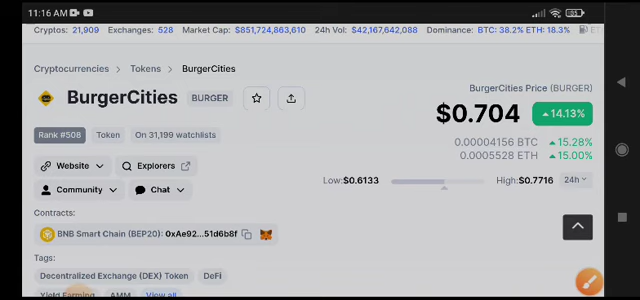 11:16 AM
Cryptos: 21,909 Exchanges: 528 Market Cap: $851,724,863,610 24h Vol: $42,167,642,088 Dominance: BTC: 38.2% ETH: 18.3%
Cryptocurrencies > Tokens > BurgerCities
BurgerCities BURGER
BurgerCities Price (BURGER)
$0.704 14.13%
Rank #508 Token On 31,199 watchlists
0.00004156 BTC 15.28%
0.0005528 ETH 15.00%
Website Explorers
Low: $0.6133 High: $0.7716 24h
Community Chat
Contracts:
BNB Smart Chain (BEP20): 0xAe92...51d6b8f
Tags:
Decentralized Exchange (DEX) Token DeFi
Yield Farming AMM View all